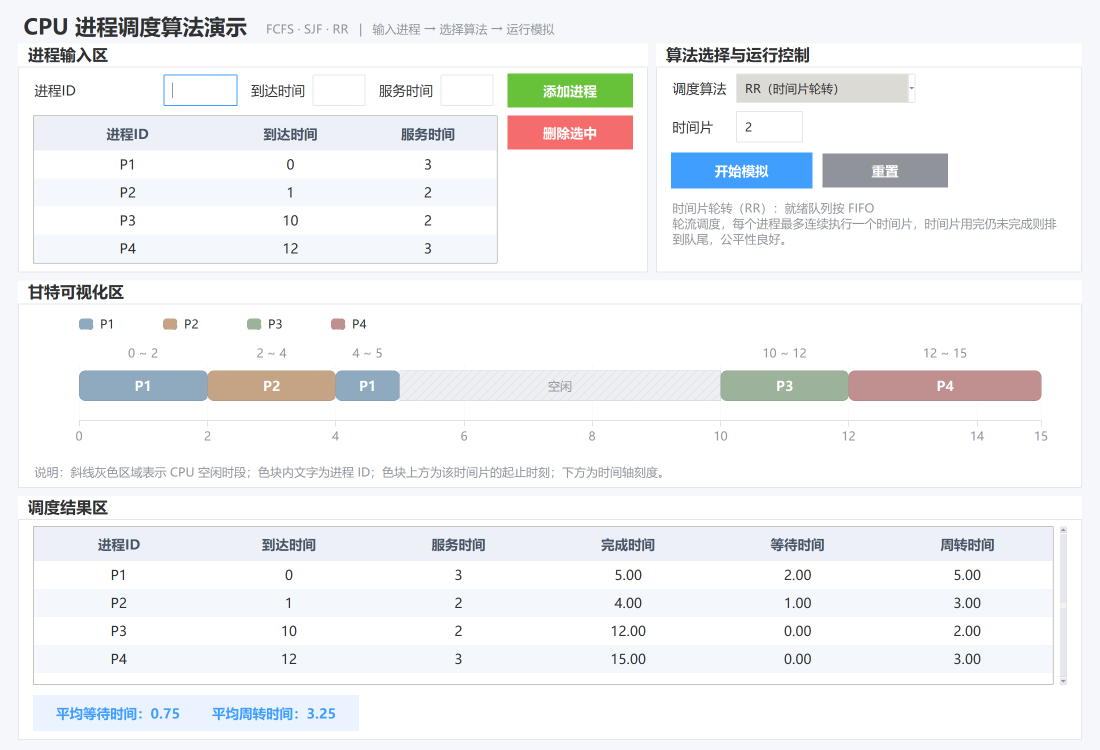 CPU 进程调度算法演示 FCFS · SJF · RR | 输入进程 → 选择算法 → 运行模拟
进程输入区
进程ID 到达时间 服务时间 添加进程
删除选中
进程ID 到达时间 服务时间
P1 0 3
P2 1 2
P3 10 2
P4 12 3
算法选择与运行控制
调度算法 RR（时间片轮转）
时间片 2
开始模拟 重置
时间片轮转（RR）：就绪队列按 FIFO
轮流调度，每个进程最多连续执行一个时间片，时间片用完仍未完成则排
到队尾，公平性良好。
甘特可视化区
P1 P2 P3 P4
0 ~ 2 2 ~ 4 4 ~ 5 10 ~ 12 12 ~ 15
P1 P2 P1 空闲 P3 P4
0 2 4 6 8 10 12 14 15
说明：斜线灰色区域表示 CPU 空闲时段；色块内文字为进程 ID；色块上方为该时间片的起止时刻；下方为时间轴刻度。
调度结果区
进程ID 到达时间 服务时间 完成时间 等待时间 周转时间
P1 0 3 5.00 2.00 5.00
P2 1 2 4.00 1.00 3.00
P3 10 2 12.00 0.00 2.00
P4 12 3 15.00 0.00 3.00
平均等待时间：0.75 平均周转时间：3.25